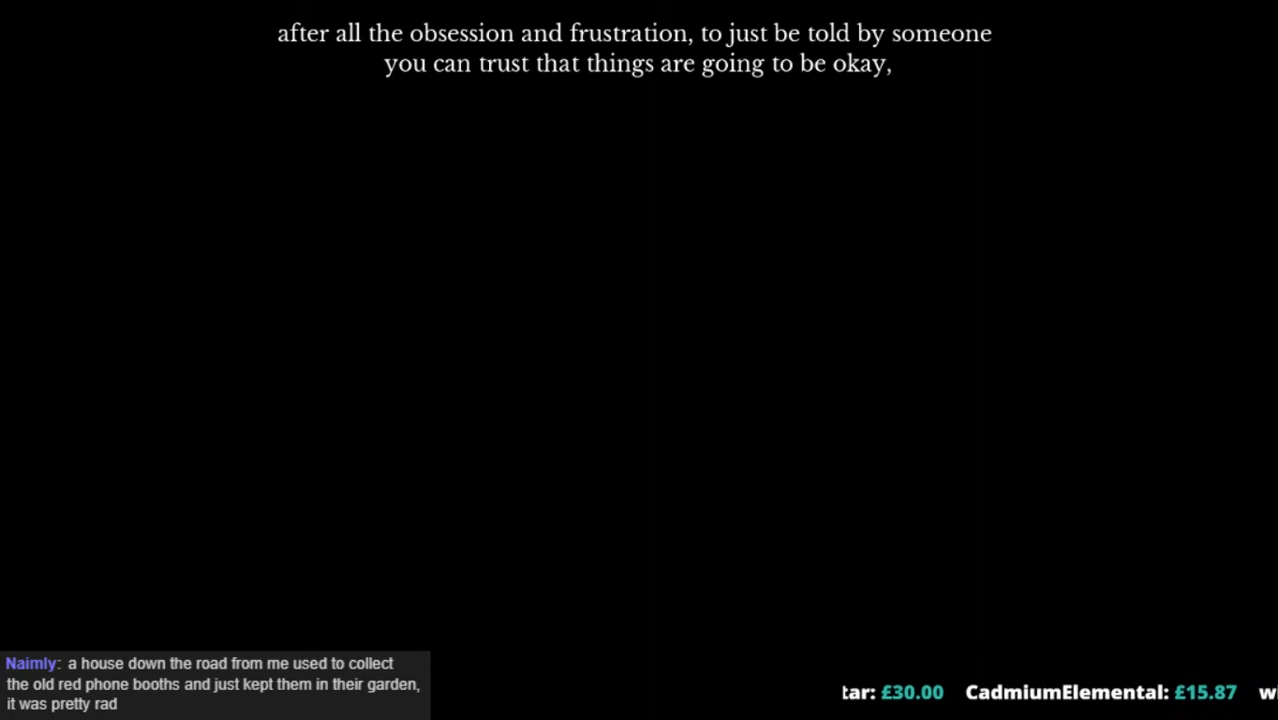 after all the obsession and frustration, to just be told by someone
you can trust that things are going to be okay,
Naimly: a house down the road from me used to collect
the old red phone booths and just kept them in their garden,
it was pretty rad
tar: £30.00 CadmiumElemental: £15.87